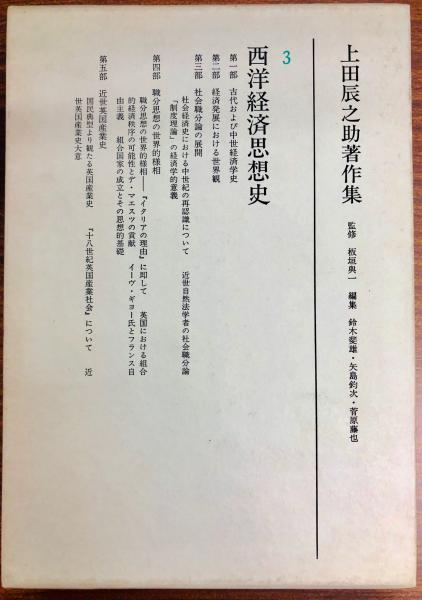 上田辰之助著作集
監修 板垣與一 編集 鈴木斐雄・矢島鈞次・菅原藤也
3
西洋経済思想史
第一部 古代および中世経済学史
第二部 経済発展における世界観
第三部 社会職分論の展開
社会経済史における中世紀の再認識について 近世自然法学者の社会職分論
「制度理論」の経済学的意義
第四部 職分思想の世界的様相
職分思想の世界的様相――『イタリアの理由』に即して 英国における組合
的経済秩序の可能性とデ・マエスツの貢献 イーヴ・ギヨー氏とフランス自
由主義 組合国家の成立とその思想的基礎
第五部 近世英国産業史
国民典型より観たる英国産業史 『十八世紀英国産業社会』について 近
世英国産業史大意